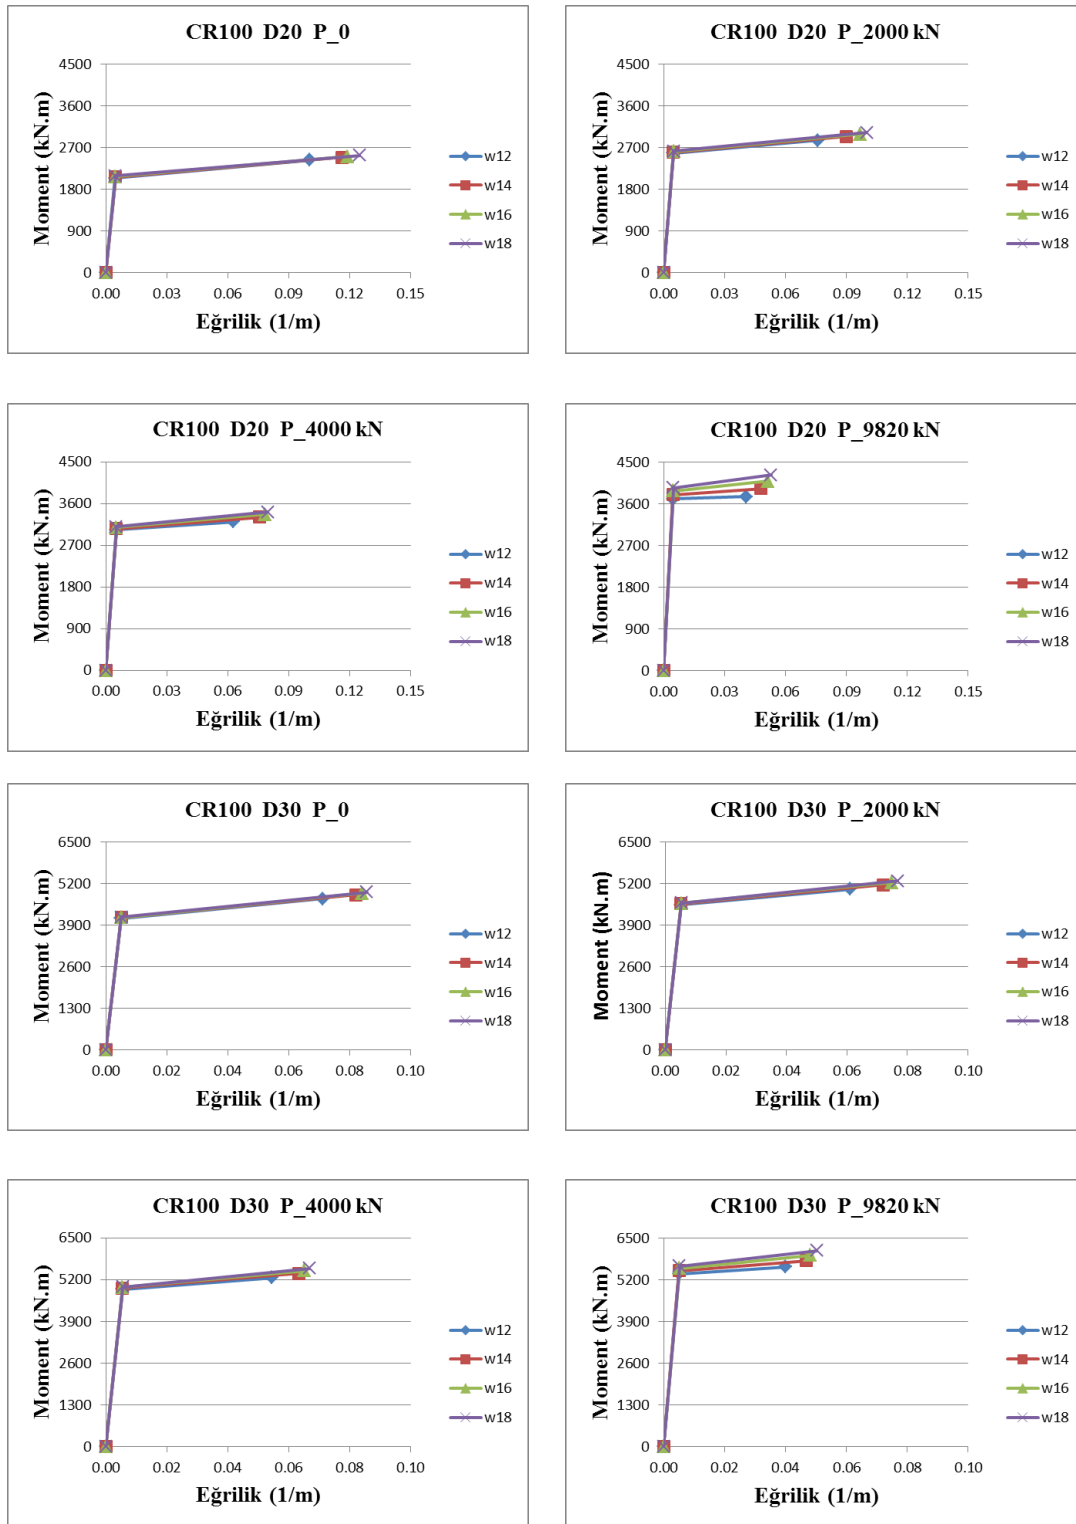 CR100 D20 P_0
Moment (kN.m)
4500
3600
2700
1800
900
0
0.00 0.03 0.06 0.09 0.12 0.15
Eğrilik (1/m)
w12
w14
w16
w18
CR100 D20 P_2000 kN
Moment (kN.m)
4500
3600
2700
1800
900
0
0.00 0.03 0.06 0.09 0.12 0.15
Eğrilik (1/m)
w12
w14
w16
w18
CR100 D20 P_4000 kN
Moment (kN.m)
4500
3600
2700
1800
900
0
0.00 0.03 0.06 0.09 0.12 0.15
Eğrilik (1/m)
w12
w14
w16
w18
CR100 D20 P_9820 kN
Moment (kN.m)
4500
3600
2700
1800
900
0
0.00 0.03 0.06 0.09 0.12 0.15
Eğrilik (1/m)
w12
w14
w16
w18
CR100 D30 P_0
Moment (kN.m)
6500
5200
3900
2600
1300
0
0.00 0.02 0.04 0.06 0.08 0.10
Eğrilik (1/m)
w12
w14
w16
w18
CR100 D30 P_2000 kN
Moment (kN.m)
6500
5200
3900
2600
1300
0
0.00 0.02 0.04 0.06 0.08 0.10
Eğrilik (1/m)
w12
w14
w16
w18
CR100 D30 P_4000 kN
Moment (kN.m)
6500
5200
3900
2600
1300
0
0.00 0.02 0.04 0.06 0.08 0.10
Eğrilik (1/m)
w12
w14
w16
w18
CR100 D30 P_9820 kN
Moment (kN.m)
6500
5200
3900
2600
1300
0
0.00 0.02 0.04 0.06 0.08 0.10
Eğrilik (1/m)
w12
w14
w16
w18